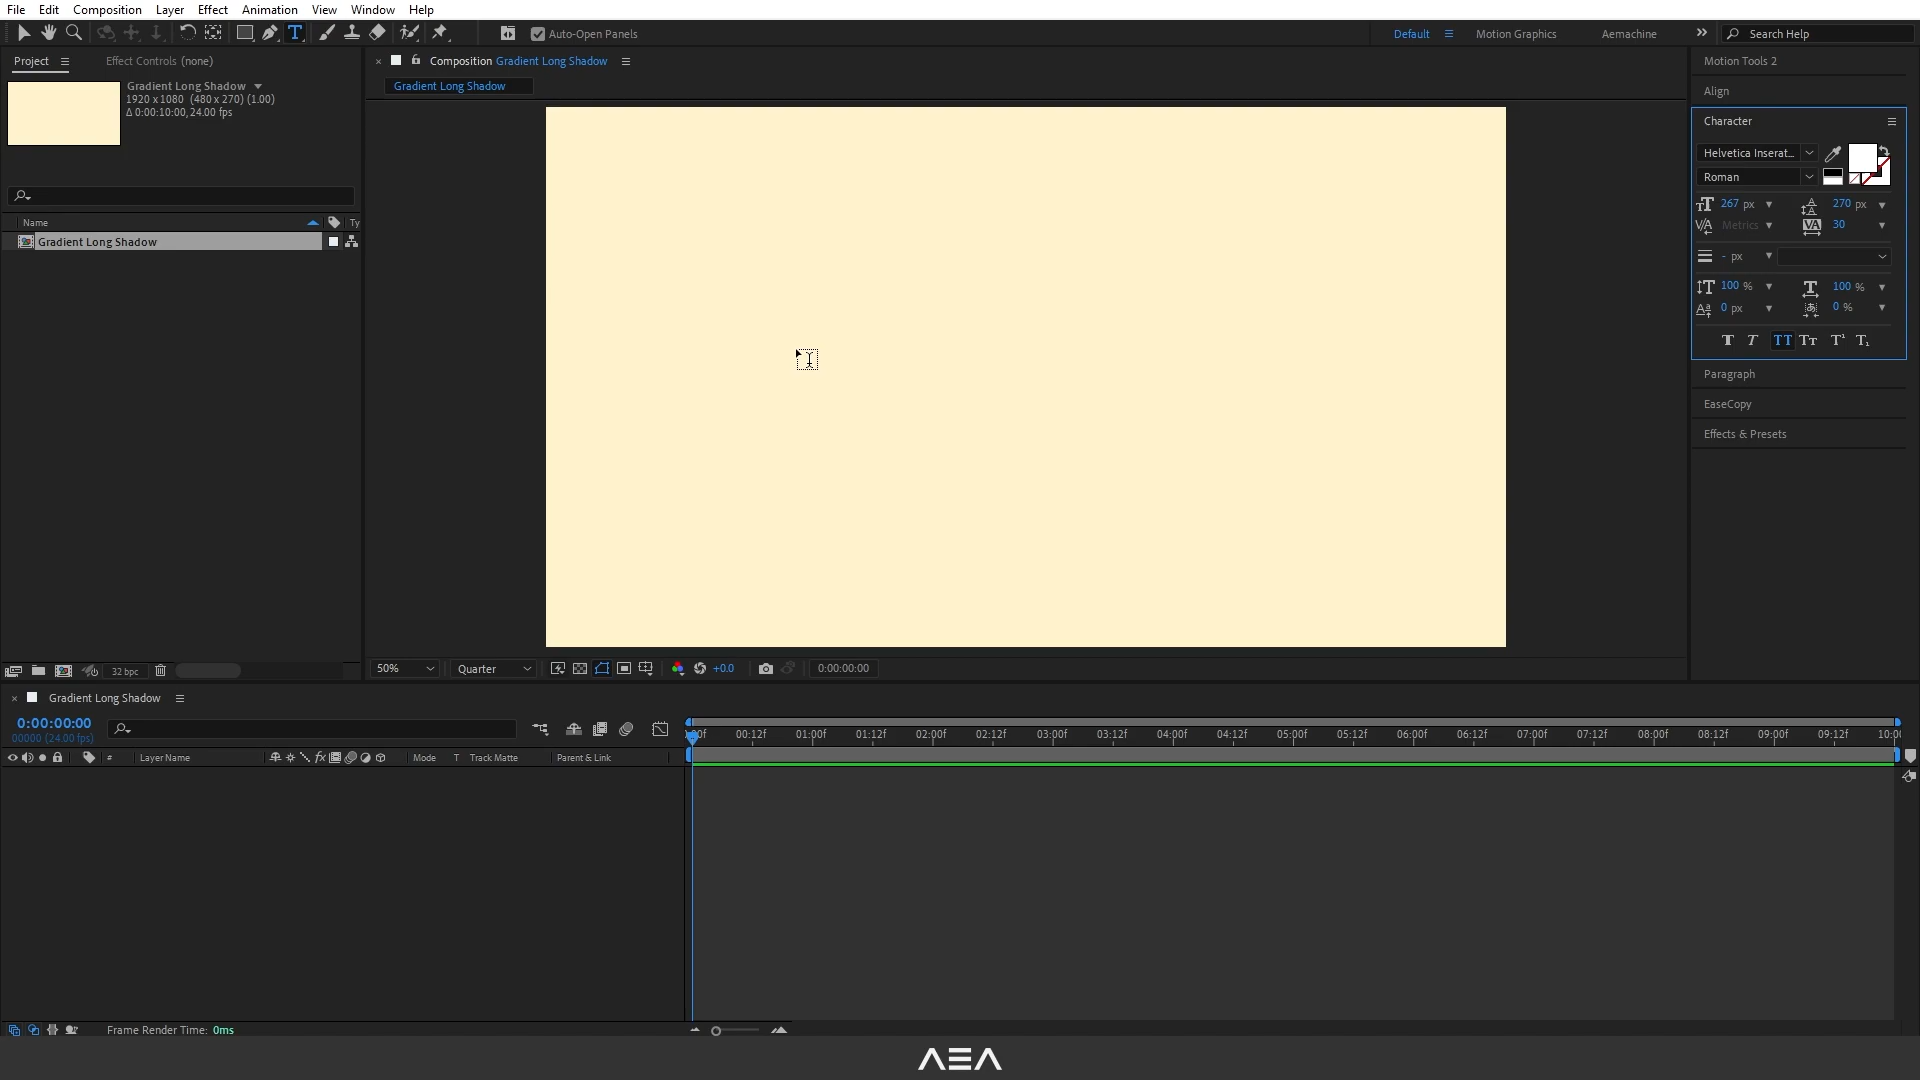 File Edit Composition Layer Effect Animation View Window Help
Auto-Open Panels
Default
Motion Graphics
Aemachine
Search Help
Project
Effect Controls (none)
Gradient Long Shadow
1920 x 1080 (480 x 270) (1.00)
Δ 0:00:10:00, 24.00 fps
Name
Ty
Gradient Long Shadow
32 bpc
Composition Gradient Long Shadow
Gradient Long Shadow
50%
Quarter
+0.0
0:00:00:00
Motion Tools 2
Align
Character
Helvetica Inserat...
Roman
267 px
270 px
Metrics
30
- px
100 %
100 %
0 px
0 %
Paragraph
EaseCopy
Effects & Presets
Gradient Long Shadow
0:00:00:00
00000 (24.00 fps)
# Layer Name
Mode T Track Matte Parent & Link
:00f 00:12f 01:00f 01:12f 02:00f 02:12f 03:00f 03:12f 04:00f 04:12f 05:00f 05:12f 06:00f 06:12f 07:00f 07:12f 08:00f 08:12f 09:00f 09:12f 10:00
Frame Render Time: 0ms
AEA